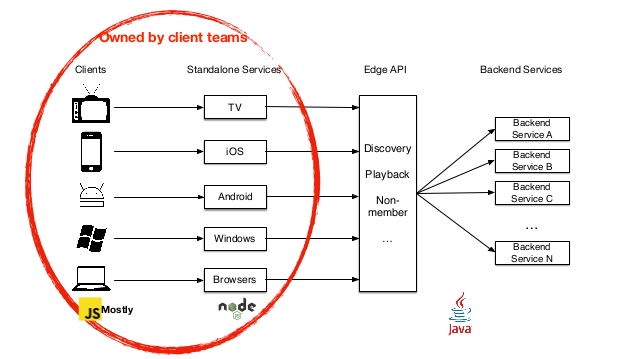 Owned by client teams
Clients
Standalone Services
Edge API
Backend Services
TV
iOS
Android
Windows
Browsers
Discovery
Playback
Non-
member
...
Backend
Service A
Backend
Service B
Backend
Service C
...
Backend
Service N
JS Mostly
node
JS
Java